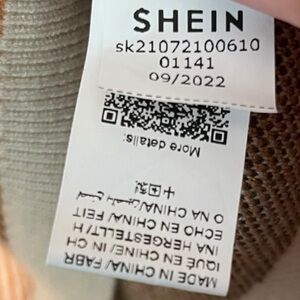 SHEIN
sk21072100610
01141
09/2022
More details:
MADE IN CHINA/ FABR
IQUÉ EN CHINE/ IN CH
INA HERGESTELLT/ H
ECHO EN CHINA/ FEIT
O NA CHINA/